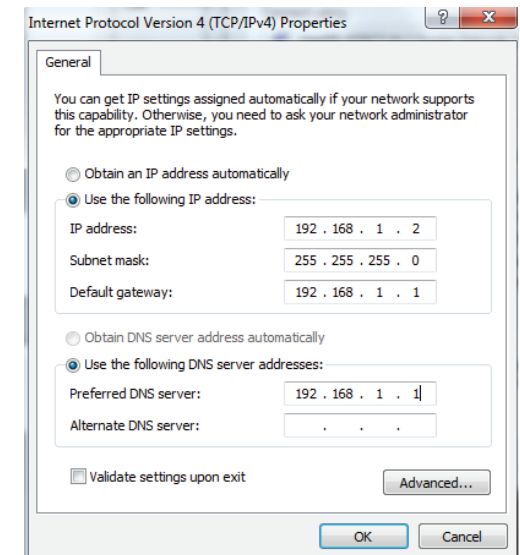 Internet Protocol Version 4 (TCP/IPv4) Properties
General
You can get IP settings assigned automatically if your network supports
this capability. Otherwise, you need to ask your network administrator
for the appropriate IP settings.
Obtain an IP address automatically
Use the following IP address:
IP address: 192 . 168 . 1 . 2
Subnet mask: 255 . 255 . 255 . 0
Default gateway: 192 . 168 . 1 . 1
Obtain DNS server address automatically
Use the following DNS server addresses:
Preferred DNS server: 192 . 168 . 1 . 1
Alternate DNS server: . . .
Validate settings upon exit
Advanced...
OK Cancel